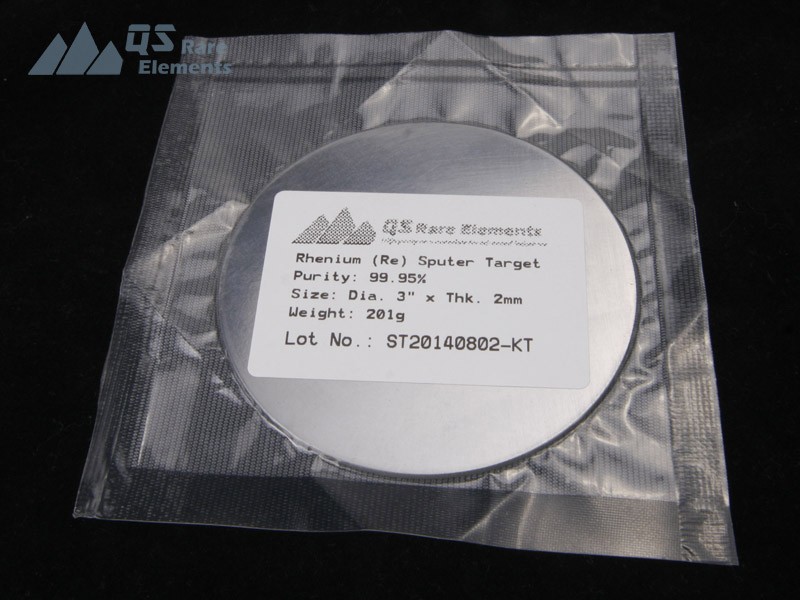 QS Rare
Elements
QS Rare Elements
Rhenium (Re) Sputer Target
Purity: 99.95%
Size: Dia. 3" x Thk. 2mm
Weight: 201g
Lot No.: ST20140802-KT